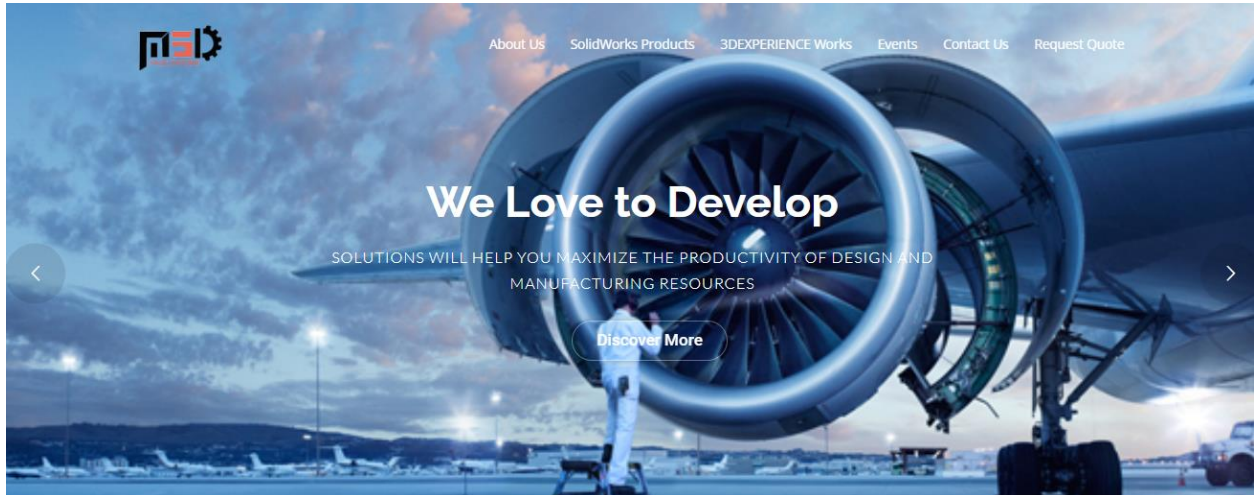 MSD
About Us SolidWorks Products 3DEXPERIENCE Works Events Contact Us Request Quote
We Love to Develop
SOLUTIONS WILL HELP YOU MAXIMIZE THE PRODUCTIVITY OF DESIGN AND
MANUFACTURING RESOURCES
Discover More